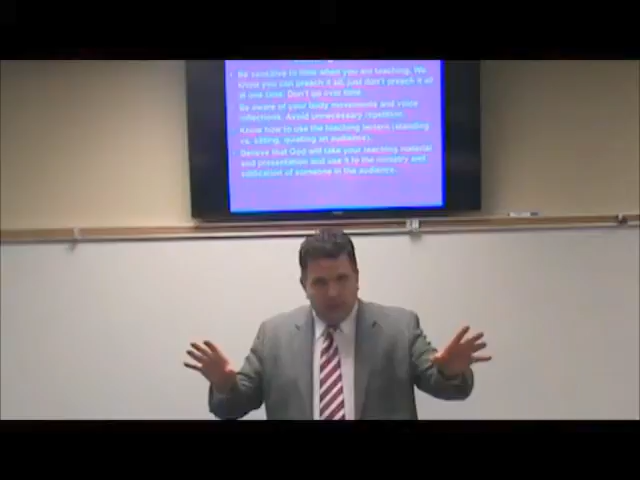 Be sensitive to time when you are teaching. We
know you can preach it all, just don't preach it all
at one time. Don't go over time.
Be aware of your body movements and voice
inflections. Avoid unnecessary repetition.
Know how to use the teaching lectern (standing
vs. sitting, quieting an audience).
Believe that God will take your teaching material
and presentation and use it to the ministry and
edification of someone in the audience.